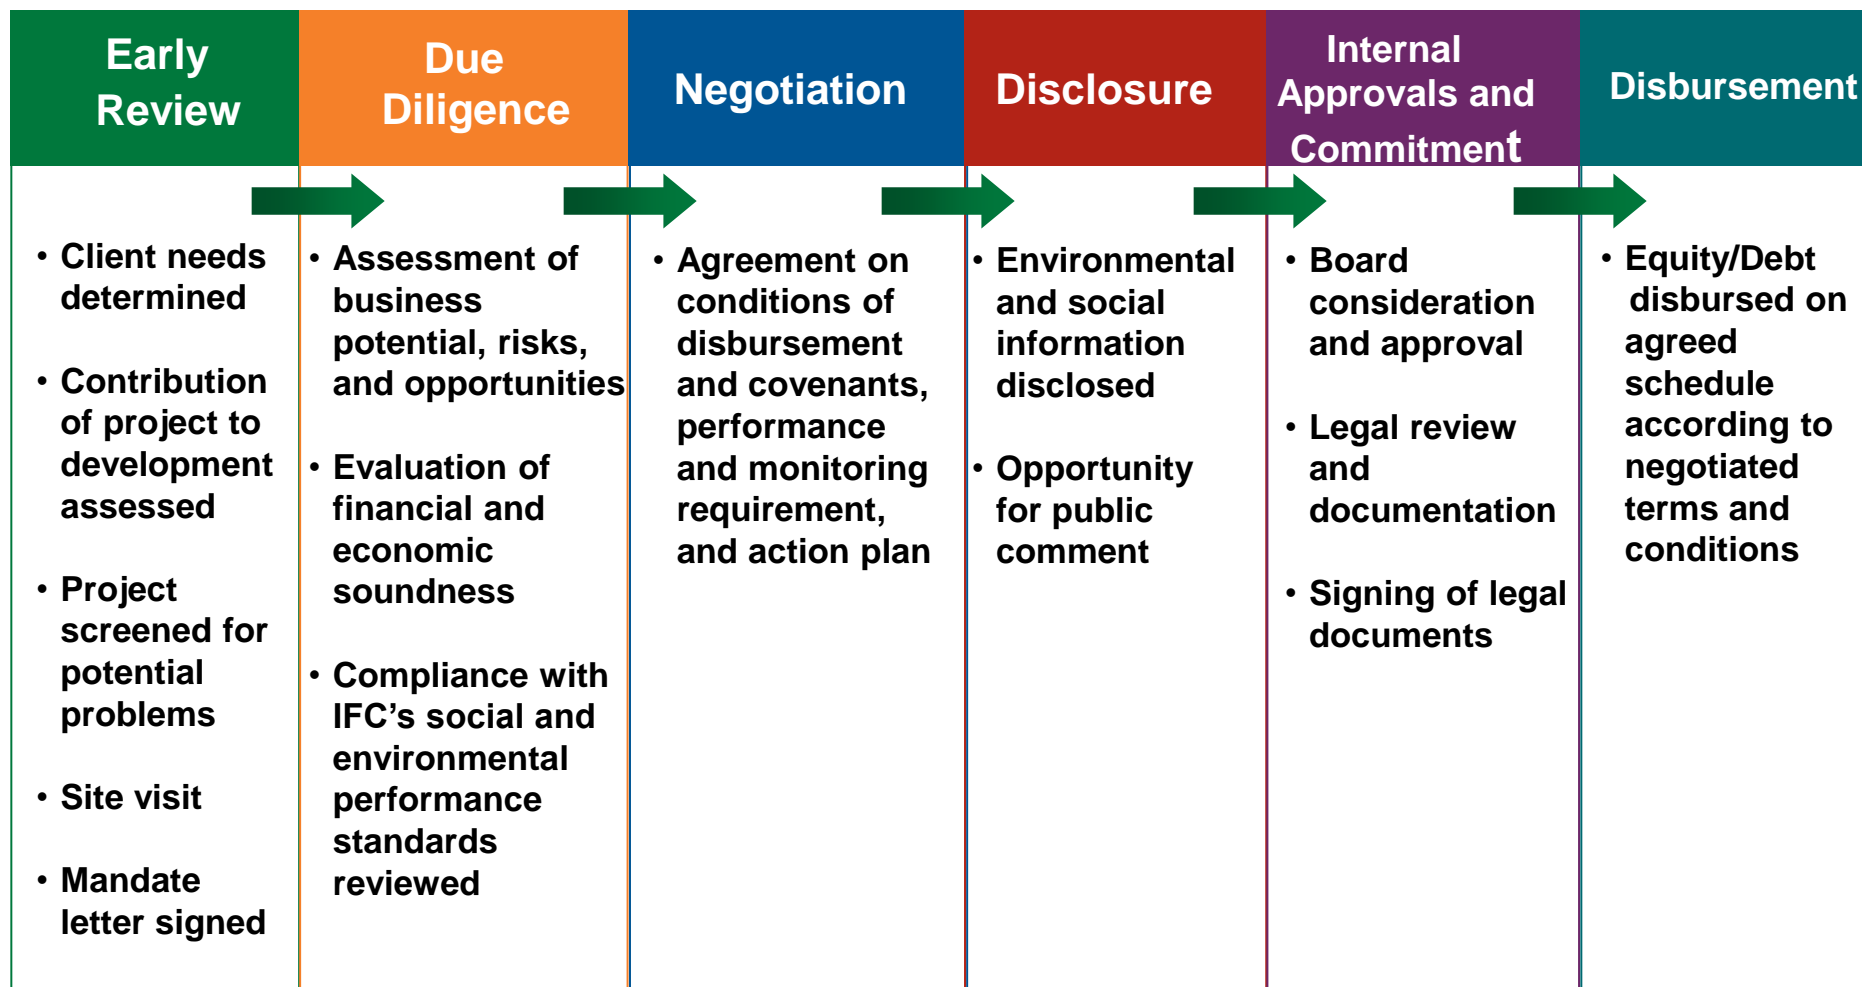 Early
Review
Due
Diligence
Negotiation
Disclosure
Internal
Approvals and
Commitment
Disbursement
• Client needs
determined
• Contribution
of project to
development
assessed
• Project
screened for
potential
problems
• Site visit
• Mandate
letter signed
• Assessment of
business
potential, risks,
and opportunities
• Evaluation of
financial and
economic
soundness
• Compliance with
IFC’s social and
environmental
performance
standards
reviewed
• Agreement on
conditions of
disbursement
and covenants,
performance
and monitoring
requirement,
and action plan
• Environmental
and social
information
disclosed
• Opportunity
for public
comment
• Board
consideration
and approval
• Legal review
and
documentation
• Signing of legal
documents
• Equity/Debt
disbursed on
agreed
schedule
according to
negotiated
terms and
conditions